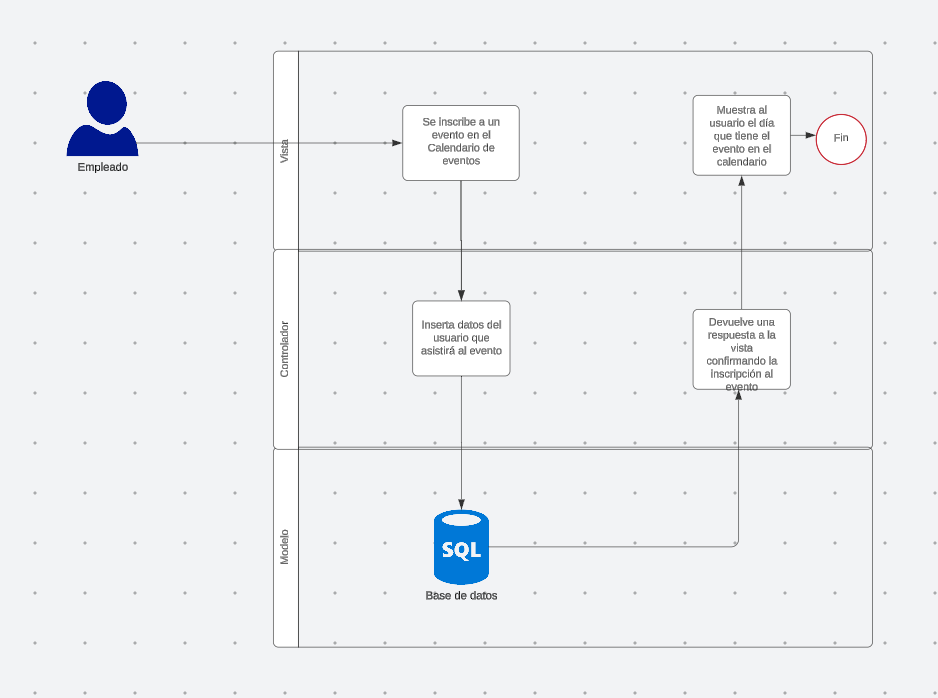 Empleado
Vista
Se inscribe a un
evento en el
Calendario de
eventos
Muestra al
usuario el día
que tiene el
evento en el
calendario
Fin
Controlador
Inserta datos del
usuario que
asistirá al evento
Devuelve una
respuesta a la
vista
confirmando la
inscripción al
evento
Modelo
SQL
Base de datos